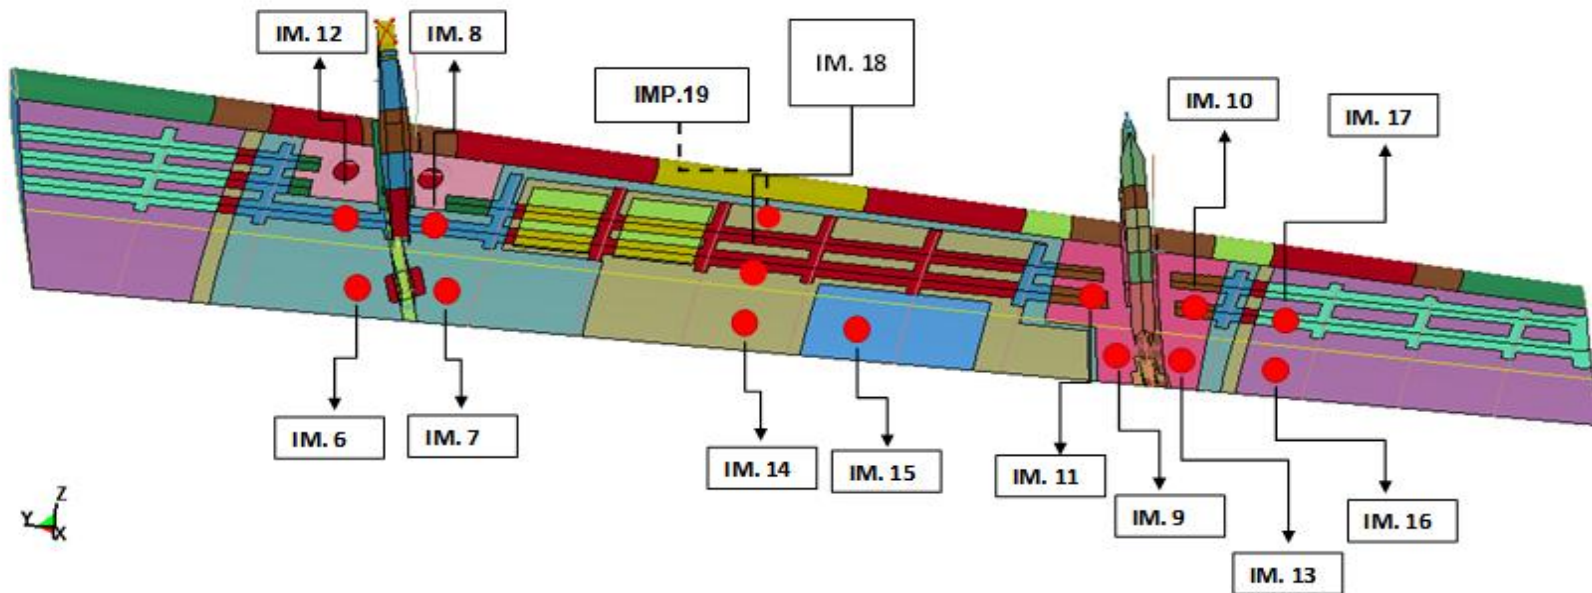 IM. 12
IM. 8
IM. 18
IMP.19
IM. 10
IM. 17
IM. 6
IM. 7
IM. 14
IM. 15
IM. 11
IM. 9
IM. 16
IM. 13
Z
Y
X